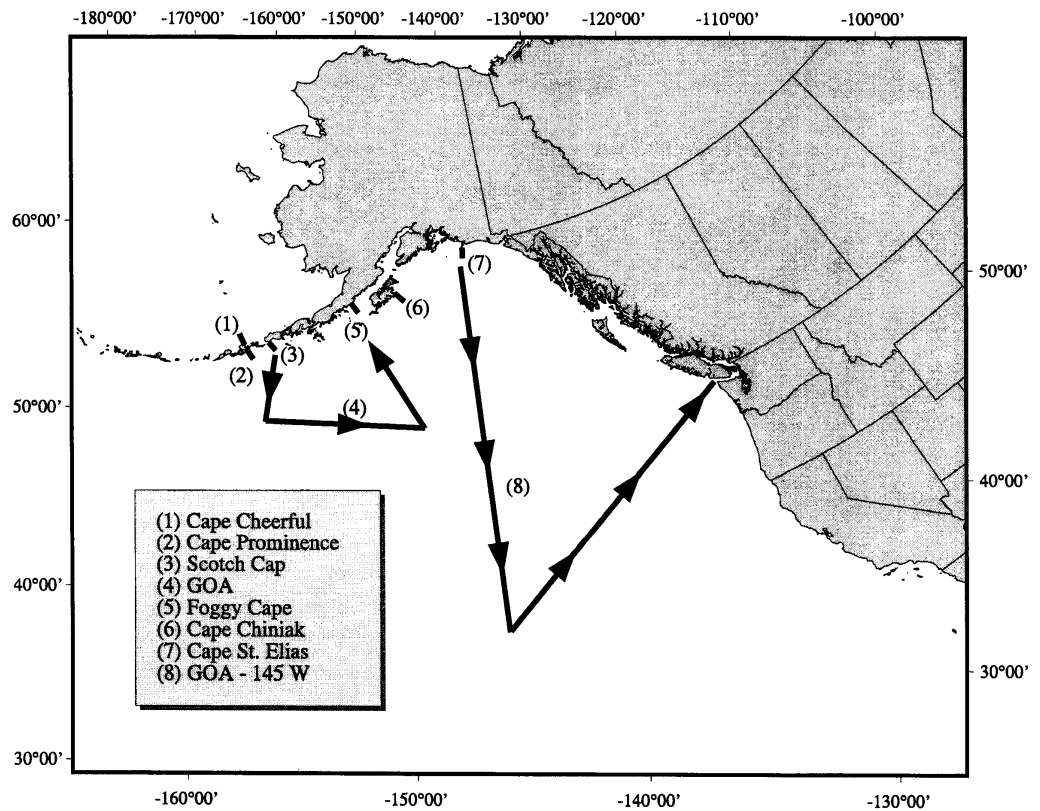 -180°00' -170°00' -160°00' -150°00' -140°00' -130°00' -120°00' -110°00' -100°00'
60°00'
50°00'
(7)
(6)
(1)
(5)
(3)
(2)
50°00'
(4)
40°00'
(8)
(1) Cape Cheerful
(2) Cape Prominence
(3) Scotch Cap
(4) GOA
(5) Foggy Cape
(6) Cape Chiniak
(7) Cape St. Elias
(8) GOA - 145 W
40°00'
30°00'
30°00'
-160°00' -150°00' -140°00' -130°00'